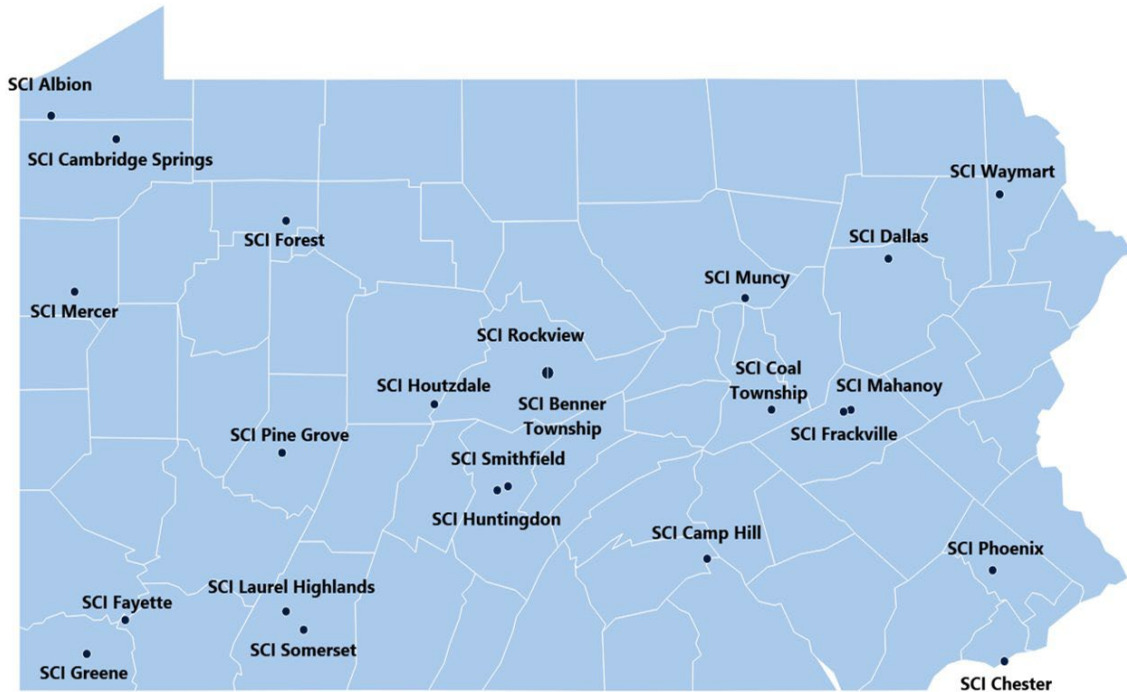 SCI Albion
SCI Cambridge Springs
SCI Waymart
SCI Forest
SCI Dallas
SCI Muncy
SCI Mercer
SCI Rockview
SCI Houtzdale
SCI Benner
Township
SCI Coal
Township
SCI Mahanoy
SCI Frackville
SCI Pine Grove
SCI Smithfield
SCI Huntingdon
SCI Camp Hill
SCI Phoenix
SCI Laurel Highlands
SCI Fayette
SCI Somerset
SCI Greene
SCI Chester